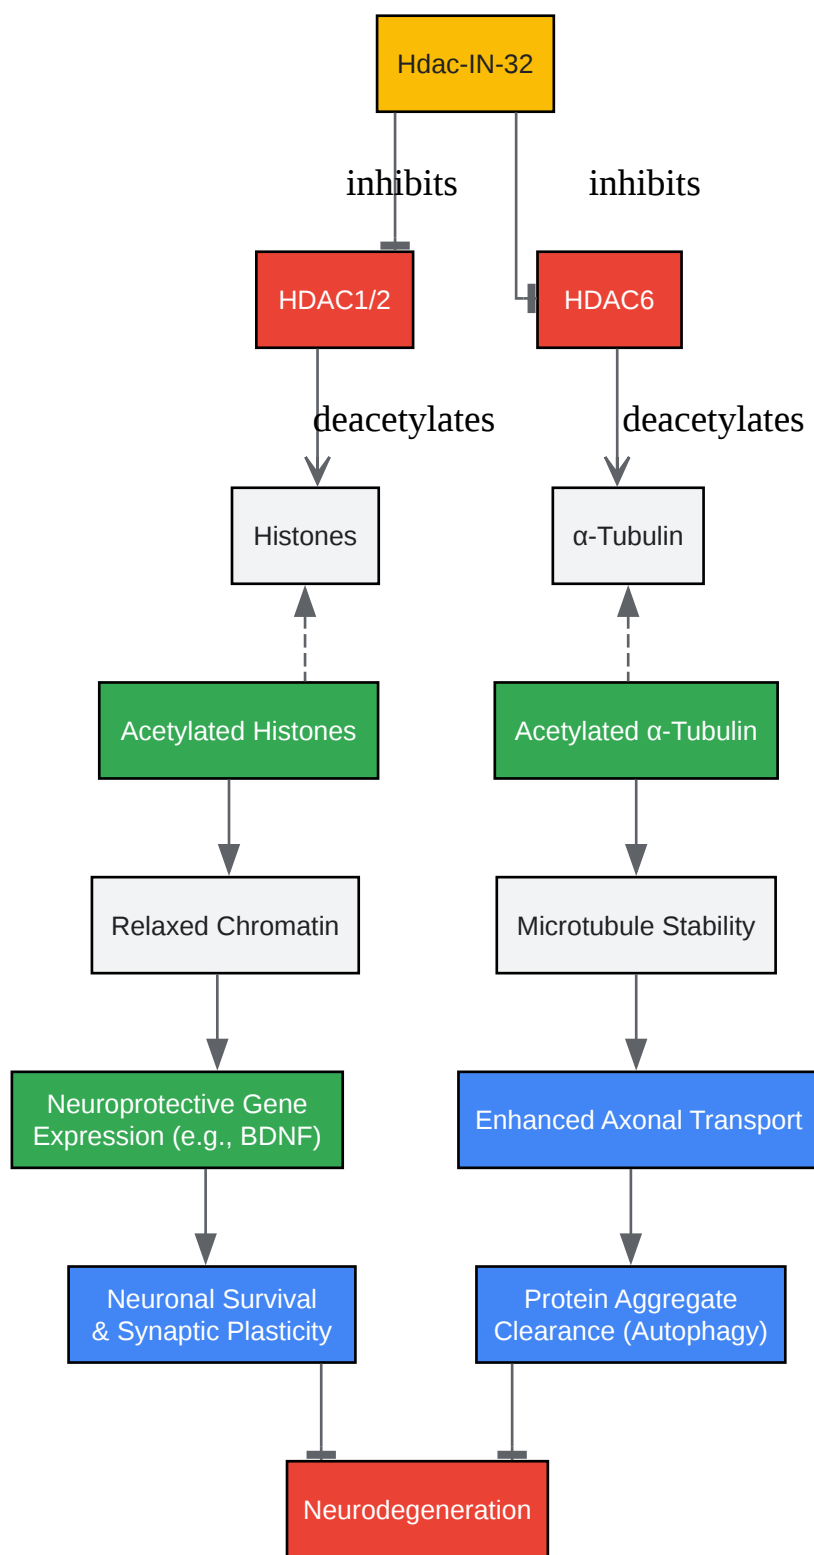 Hdac-IN-32
inhibits
inhibits
HDAC1/2
HDAC6
deacetylates
deacetylates
Histones
α-Tubulin
Acetylated Histones
Acetylated α-Tubulin
Relaxed Chromatin
Microtubule Stability
Neuroprotective Gene
Expression (e.g., BDNF)
Enhanced Axonal Transport
Neuronal Survival
& Synaptic Plasticity
Protein Aggregate
Clearance (Autophagy)
Neurodegeneration